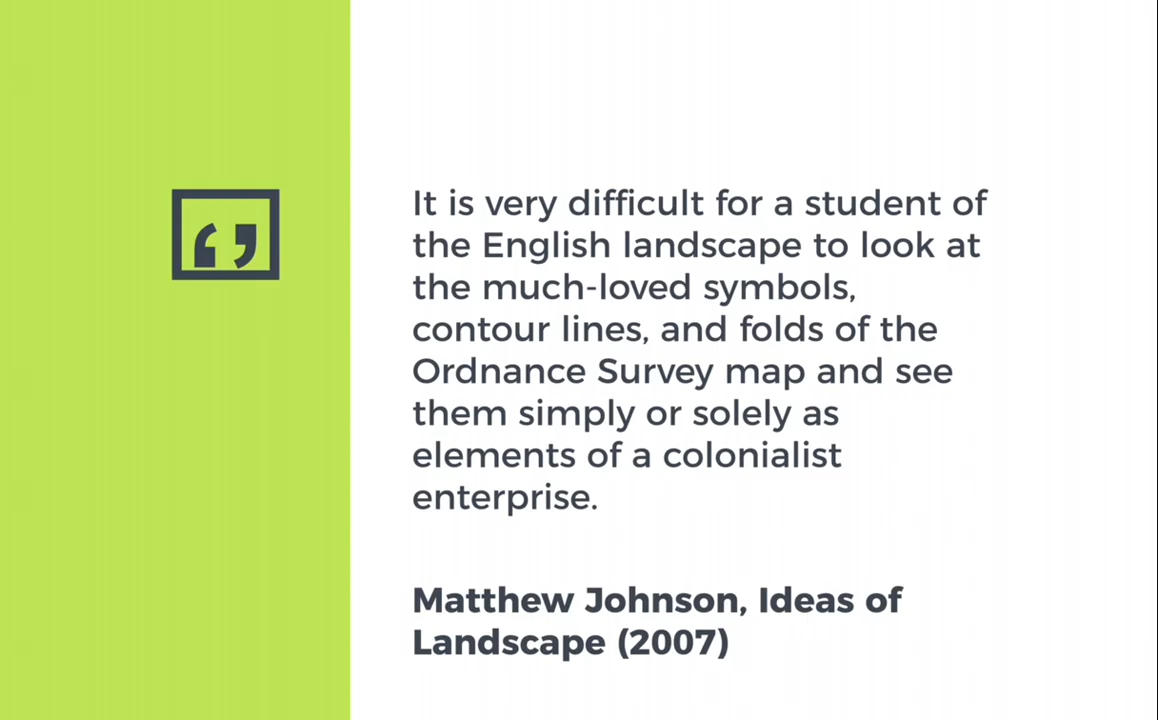 It is very difficult for a student of
the English landscape to look at
the much-loved symbols,
contour lines, and folds of the
Ordnance Survey map and see
them simply or solely as
elements of a colonialist
enterprise.
Matthew Johnson, Ideas of
Landscape (2007)